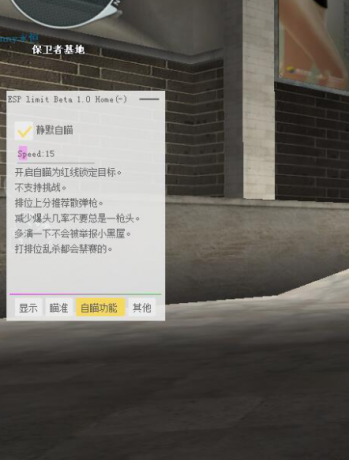 保卫者基地
ESP limit Beta 1.0 Home(-)
静默自瞄
Speed:15
开启自瞄为红线锁定目标。
不支持挑战。
排位上分推荐散弹枪。
减少爆头几率不要总是一枪头。
多演一下不会被举报小黑屋。
打排位乱杀都会禁赛的。
显示
瞄准
自瞄功能
其他